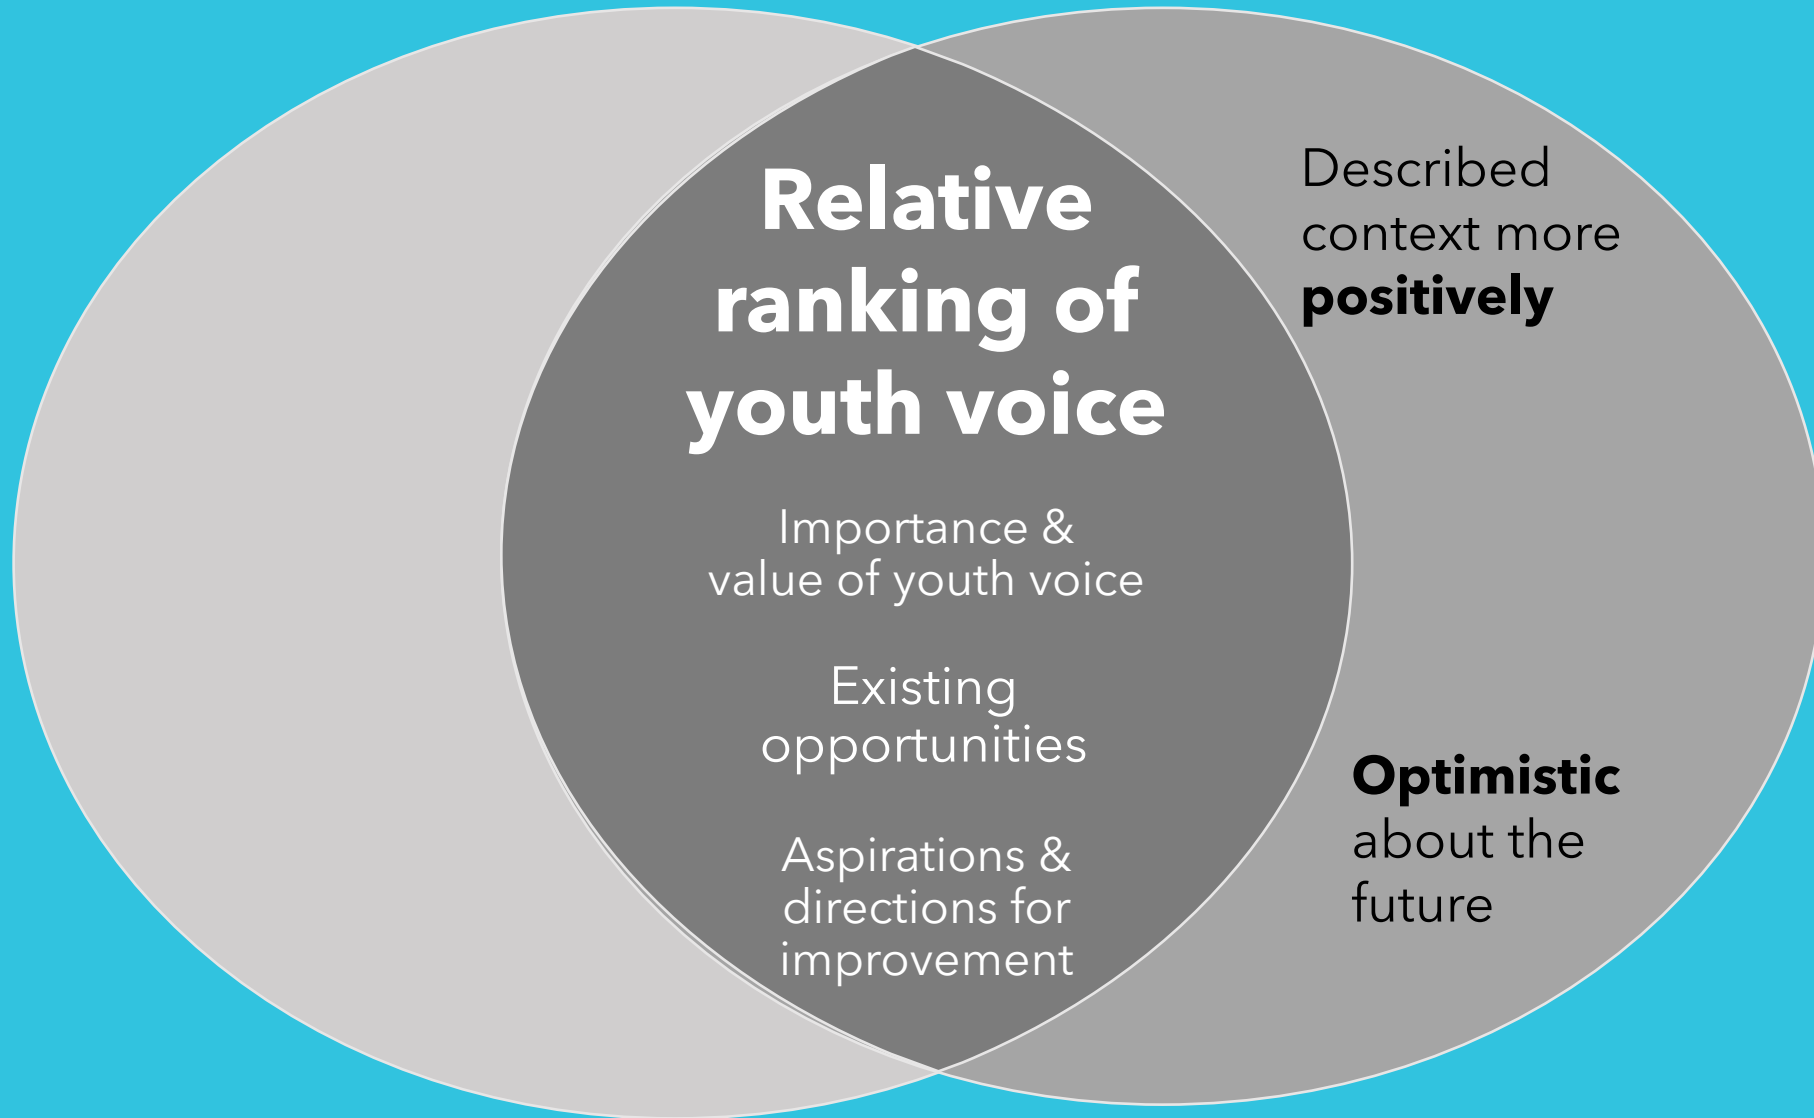 Relative
ranking of
youth voice
Importance &
value of youth voice
Existing
opportunities
Aspirations &
directions for
improvement
Described
context more
positively
Optimistic
about the
future